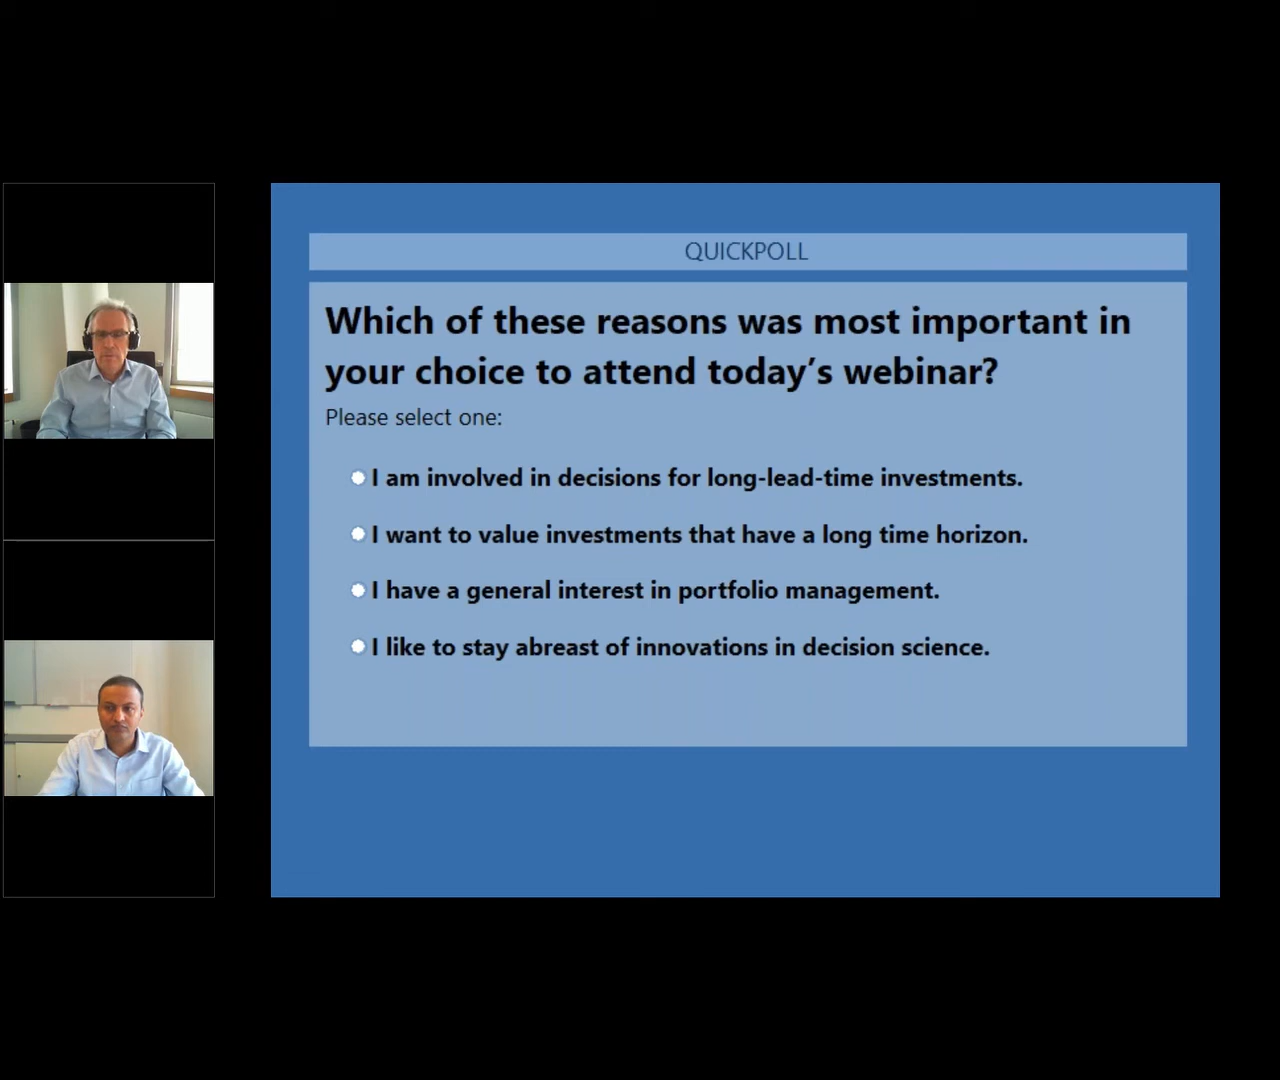 QUICKPOLL
Which of these reasons was most important in
your choice to attend today’s webinar?
Please select one:
I am involved in decisions for long-lead-time investments.
I want to value investments that have a long time horizon.
I have a general interest in portfolio management.
I like to stay abreast of innovations in decision science.